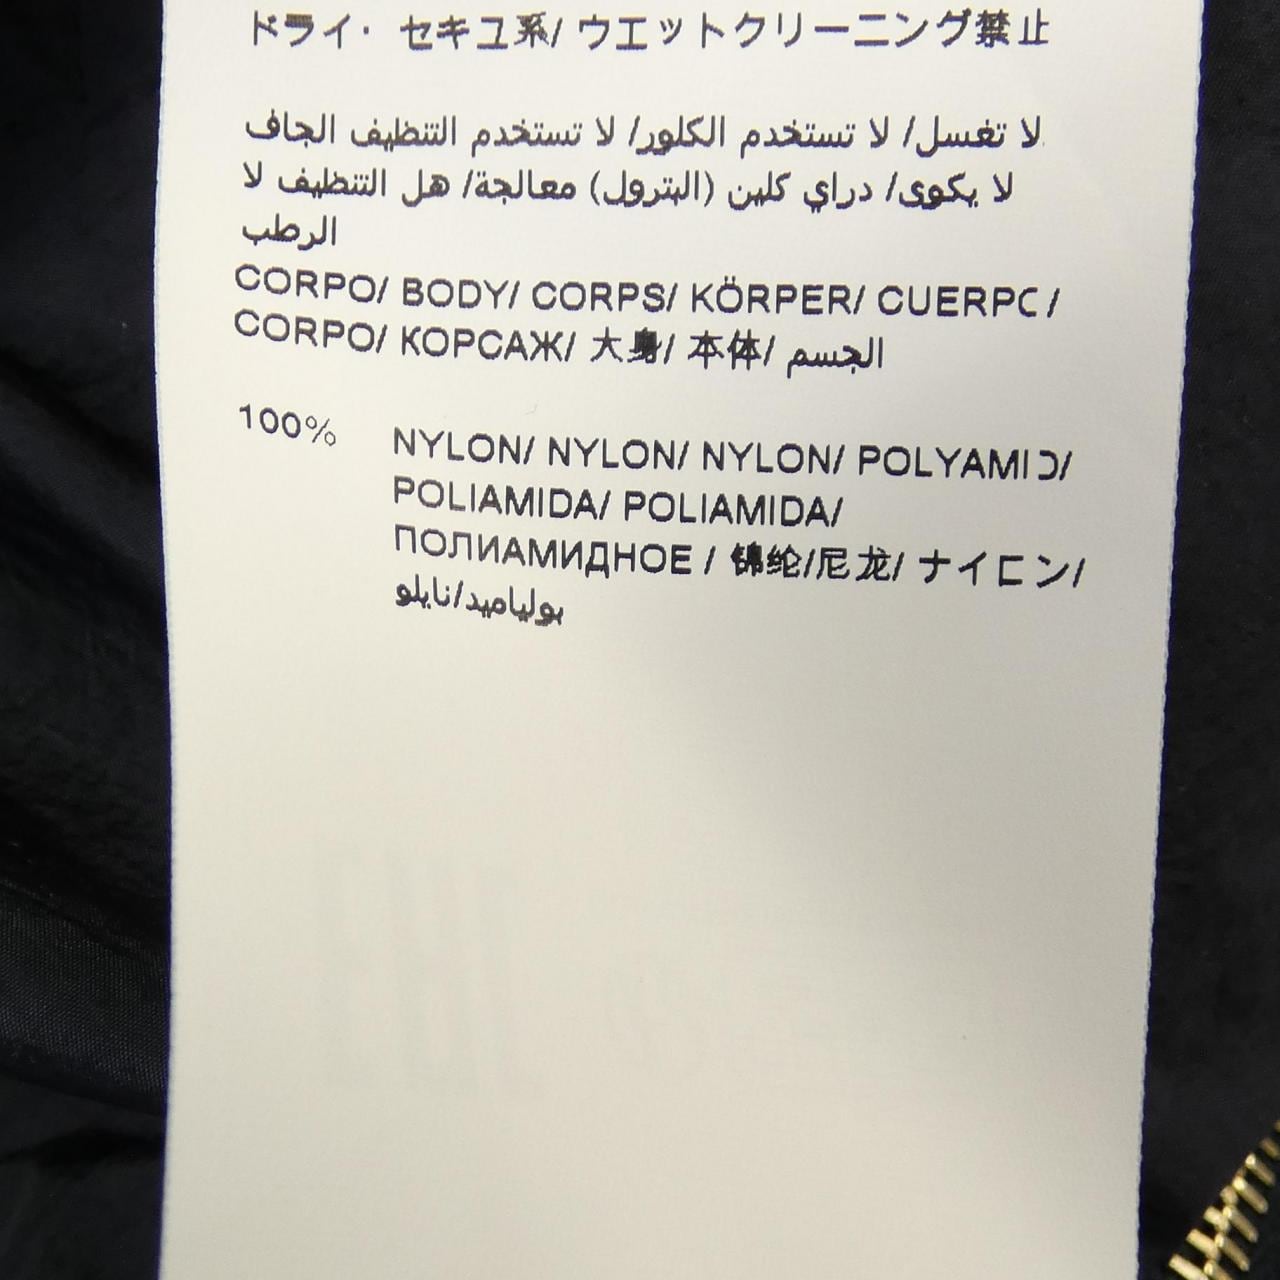 ドライ・セキユ系/ ウエットクリーニング禁止
لا تغسل/ لا تستخدم الكلور/ لا تستخدم التنظيف الجاف
لا يكوى/ دراي كلين (البترول) معالجة/ هل التنظيف لا
الرطب
CORPO/ BODY/ CORPS/ KÖRPER/ CUERPO/
CORPO/ КОРСАЖ/ 大身/ 本体/ الجسم
100% NYLON/ NYLON/ NYLON/ POLYAMID/
POLIAMIDA/ POLIAMIDA/
ПОЛИАМИДНОЕ / 锦纶/尼龙/ ナイロン/
بولياميد/نايلو